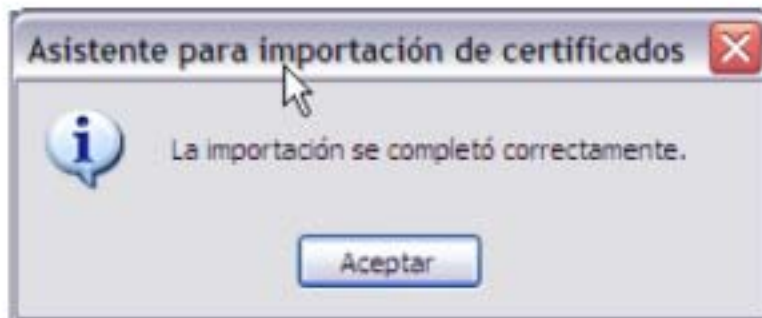 Asistente para importación de certificados
La importación se completó correctamente.
Aceptar